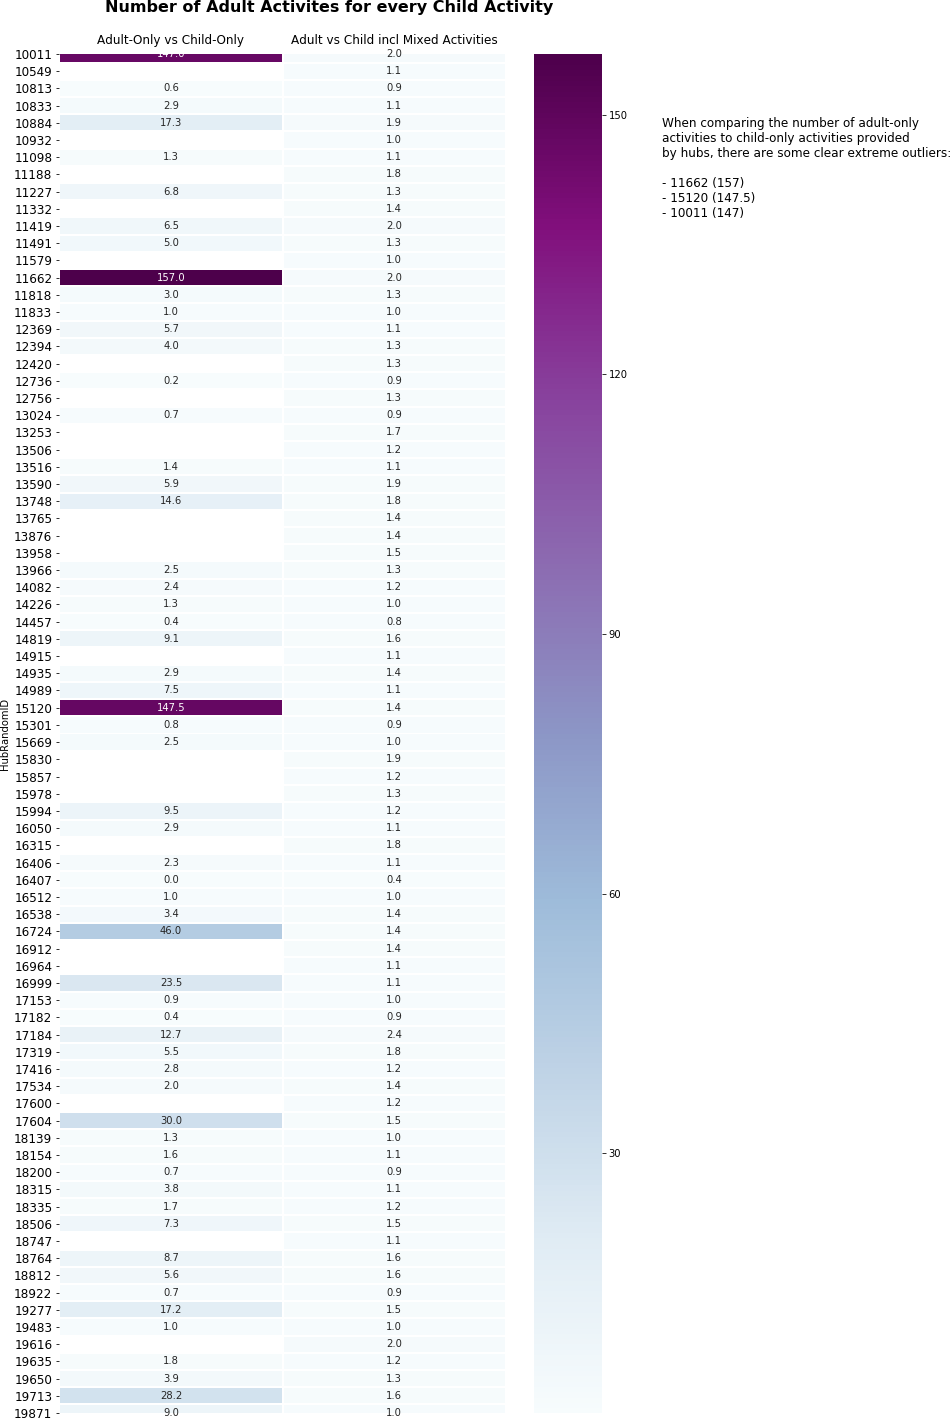 Number of Adult Activites for every Child Activity
Adult-Only vs Child-Only Adult vs Child incl Mixed Activities
10011 147.0 2.0
10549 1.1
10813 0.6 0.9
10833 2.9 1.1
10884 17.3 1.9
10932 1.0
11098 1.3 1.1
11188 1.8
11227 6.8 1.3
11332 1.4
11419 6.5 2.0
11491 5.0 1.3
11579 1.0
11662 157.0 2.0
11818 3.0 1.3
11833 1.0 1.0
12369 5.7 1.1
12394 4.0 1.3
12420 1.3
12736 0.2 0.9
12756 1.3
13024 0.7 0.9
13253 1.7
13506 1.2
13516 1.4 1.1
13590 5.9 1.9
13748 14.6 1.8
13765 1.4
13876 1.4
13958 1.5
13966 2.5 1.3
14082 2.4 1.2
14226 1.3 1.0
14457 0.4 0.8
14819 9.1 1.6
14915 1.1
14935 2.9 1.4
14989 7.5 1.1
15120 147.5 1.4
15301 0.8 0.9
15669 2.5 1.0
15830 1.9
15857 1.2
15978 1.3
15994 9.5 1.2
16050 2.9 1.1
16315 1.8
16406 2.3 1.1
16407 0.0 0.4
16512 1.0 1.0
16538 3.4 1.4
16724 46.0 1.4
16912 1.4
16964 1.1
16999 23.5 1.1
17153 0.9 1.0
17182 0.4 0.9
17184 12.7 2.4
17319 5.5 1.8
17416 2.8 1.2
17534 2.0 1.4
17600 1.2
17604 30.0 1.5
18139 1.3 1.0
18154 1.6 1.1
18200 0.7 0.9
18315 3.8 1.1
18335 1.7 1.2
18506 7.3 1.5
18747 1.1
18764 8.7 1.6
18812 5.6 1.6
18922 0.7 0.9
19277 17.2 1.5
19483 1.0 1.0
19616 2.0
19635 1.8 1.2
19650 3.9 1.3
19713 28.2 1.6
19871 9.0 1.0
HubRandomID
150
120
90
60
30
When comparing the number of adult-only
activities to child-only activities provided
by hubs, there are some clear extreme outliers:
- 11662 (157)
- 15120 (147.5)
- 10011 (147)